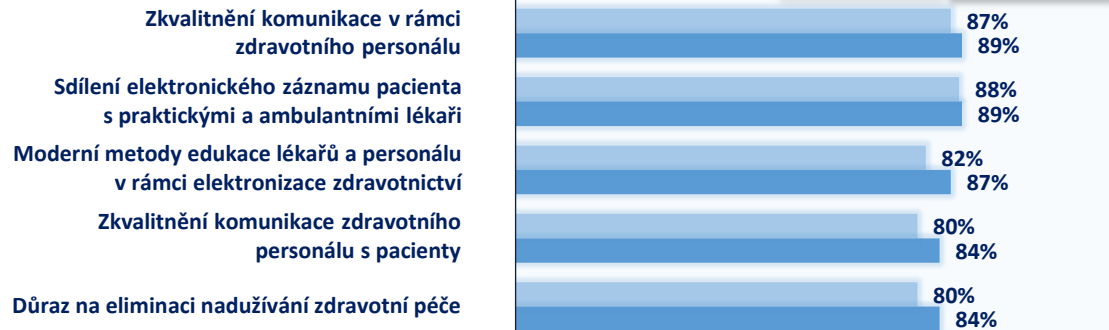 Zkvalitnění komunikace v rámci
zdravotního personálu
87%
89%
Sdílení elektronického záznamu pacienta
s praktickými a ambulantními lékaři
88%
89%
Moderní metody edukace lékařů a personálu
v rámci elektronizace zdravotnictví
82%
87%
Zkvalitnění komunikace zdravotního
personálu s pacienty
80%
84%
Důraz na eliminaci nadužívání zdravotní péče
80%
84%